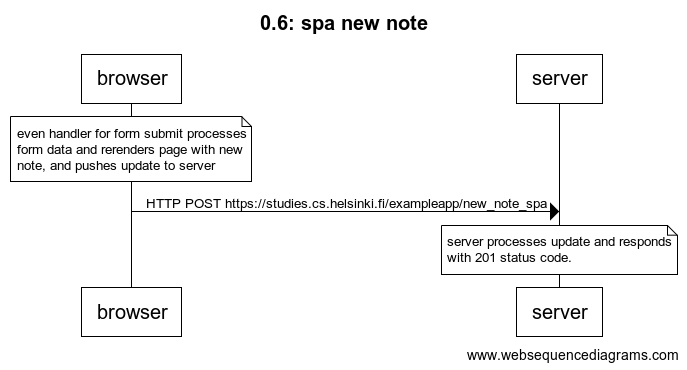 0.6: spa new note
browser
server
even handler for form submit processes
form data and rerenders page with new
note, and pushes update to server
HTTP POST https://studies.cs.helsinki.fi/exampleapp/new_note_spa
server processes update and responds
with 201 status code.
browser
server
www.websequencediagrams.com